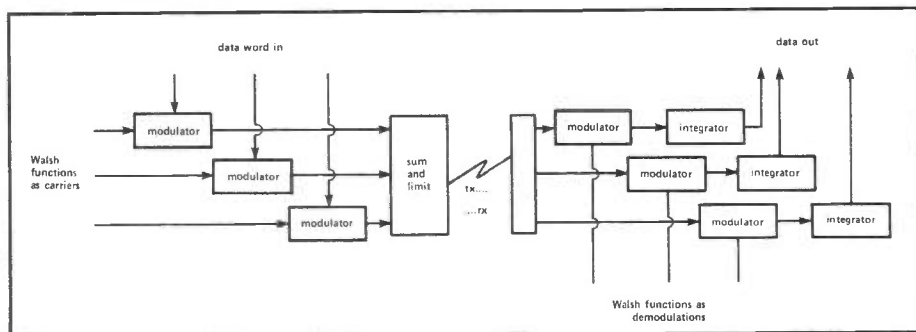 data word in
data out
modulator
modulator
integrator
Walsh
functions
as carriers
modulator
sum
and
limit
tx....
....rx
modulator
integrator
modulator
modulator
integrator
Walsh functions as
demodulations